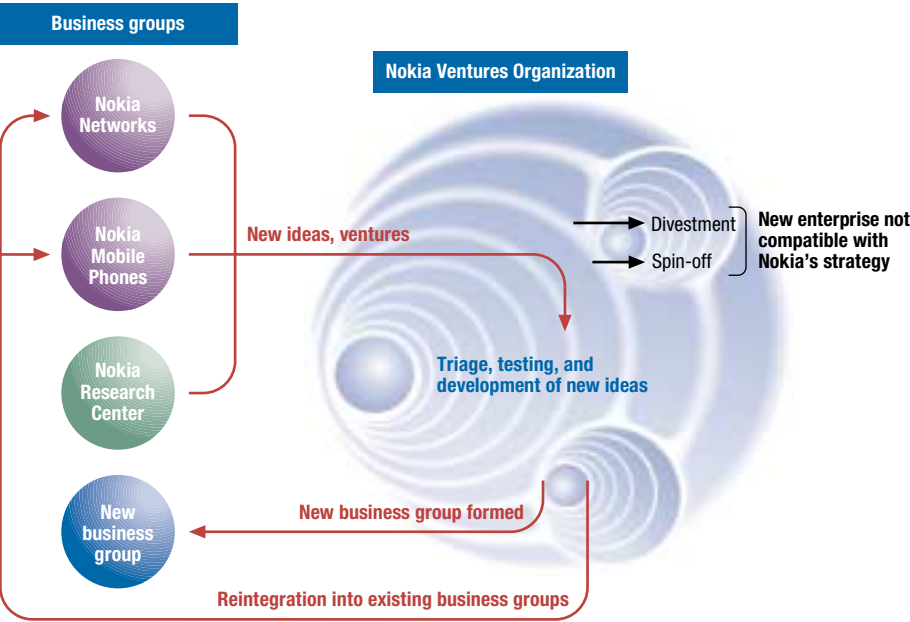 Business groups
Nokia Ventures Organization
Nokia
Networks
Nokia
Mobile
Phones
Nokia
Research
Center
New
business
group
New ideas, ventures
Divestment
Spin-off
New enterprise not
compatible with
Nokia's strategy
Triage, testing, and
development of new ideas
New business group formed
Reintegration into existing business groups